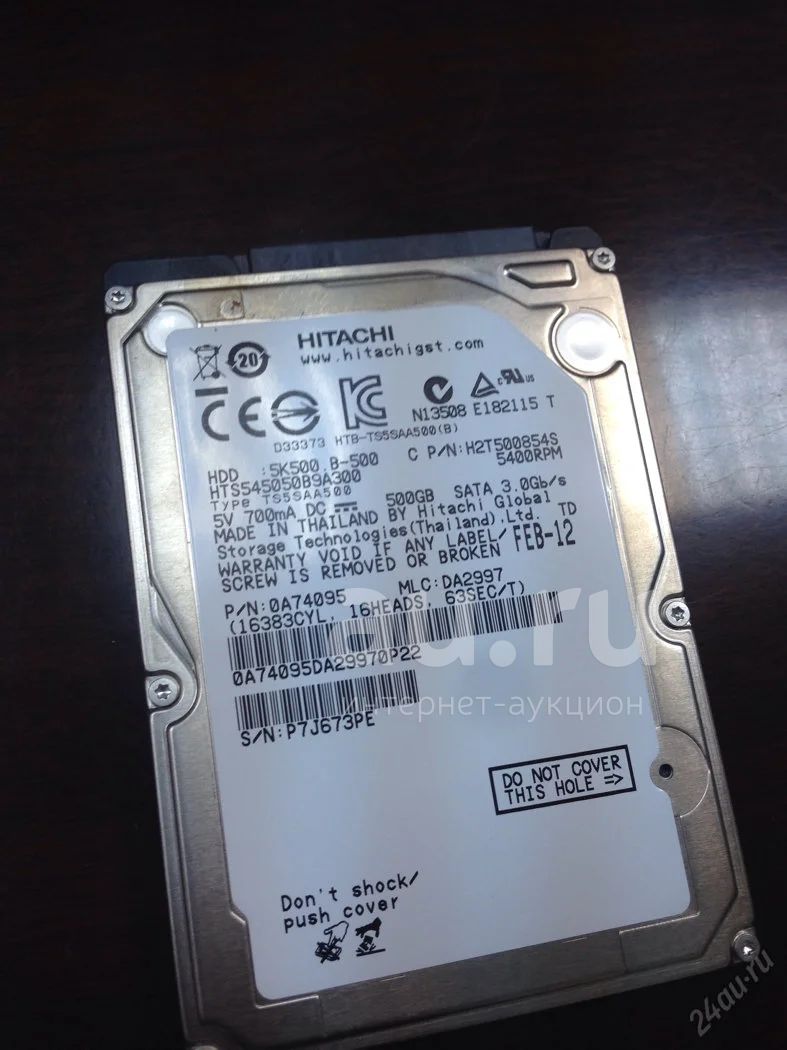 HITACHI
www.hitachigst.com
20
N13508 E182115 T
D33373 HTB-TS5SAA500(B)
HDD :5K500.B-500 C P/N:H2T500854S
HTS545050B9A300 5400RPM
Type TS5SAA500
5V 700mA DC 500GB SATA 3.0Gb/s
MADE IN THAILAND BY Hitachi Global
Storage Technologies(Thailand).Ltd. TD
WARRANTY VOID IF ANY LABEL/ FEB-12
SCREW IS REMOVED OR BROKEN
P/N:0A74095 MLC:DA2997
(16383CYL, 16HEADS, 63SEC/T)
0A74095DA29970P22
S/N:P7J673PE
au.ru
интернет-аукцион
DO NOT COVER
THIS HOLE =>
Don't shock/
push cover
24au.ru